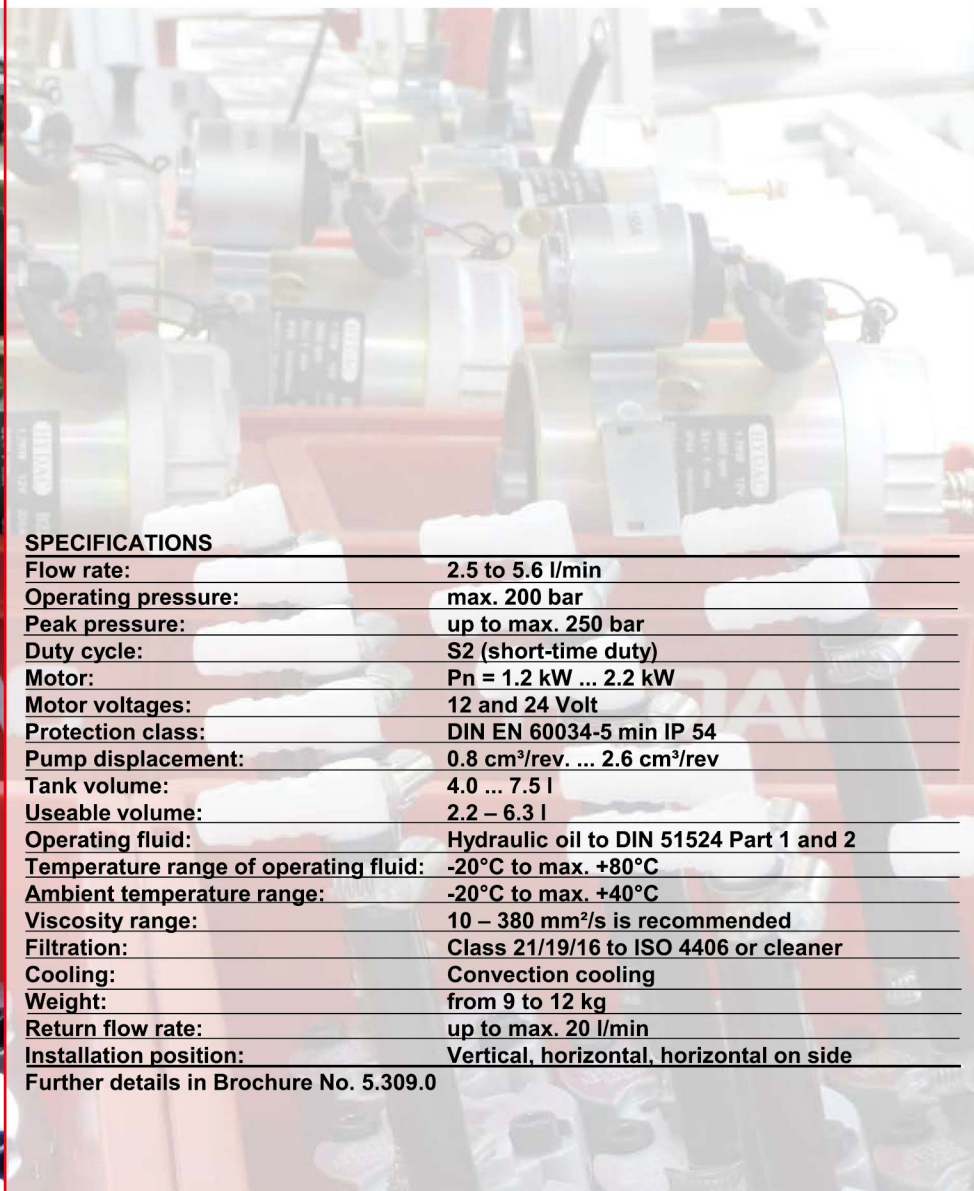 SPECIFICATIONS
Flow rate: 2.5 to 5.6 l/min
Operating pressure: max. 200 bar
Peak pressure: up to max. 250 bar
Duty cycle: S2 (short-time duty)
Motor: Pn = 1.2 kW ... 2.2 kW
Motor voltages: 12 and 24 Volt
Protection class: DIN EN 60034-5 min IP 54
Pump displacement: 0.8 cm³/rev. ... 2.6 cm³/rev
Tank volume: 4.0 ... 7.5 l
Useable volume: 2.2 – 6.3 l
Operating fluid: Hydraulic oil to DIN 51524 Part 1 and 2
Temperature range of operating fluid: -20°C to max. +80°C
Ambient temperature range: -20°C to max. +40°C
Viscosity range: 10 – 380 mm²/s is recommended
Filtration: Class 21/19/16 to ISO 4406 or cleaner
Cooling: Convection cooling
Weight: from 9 to 12 kg
Return flow rate: up to max. 20 l/min
Installation position: Vertical, horizontal, horizontal on side
Further details in Brochure No. 5.309.0